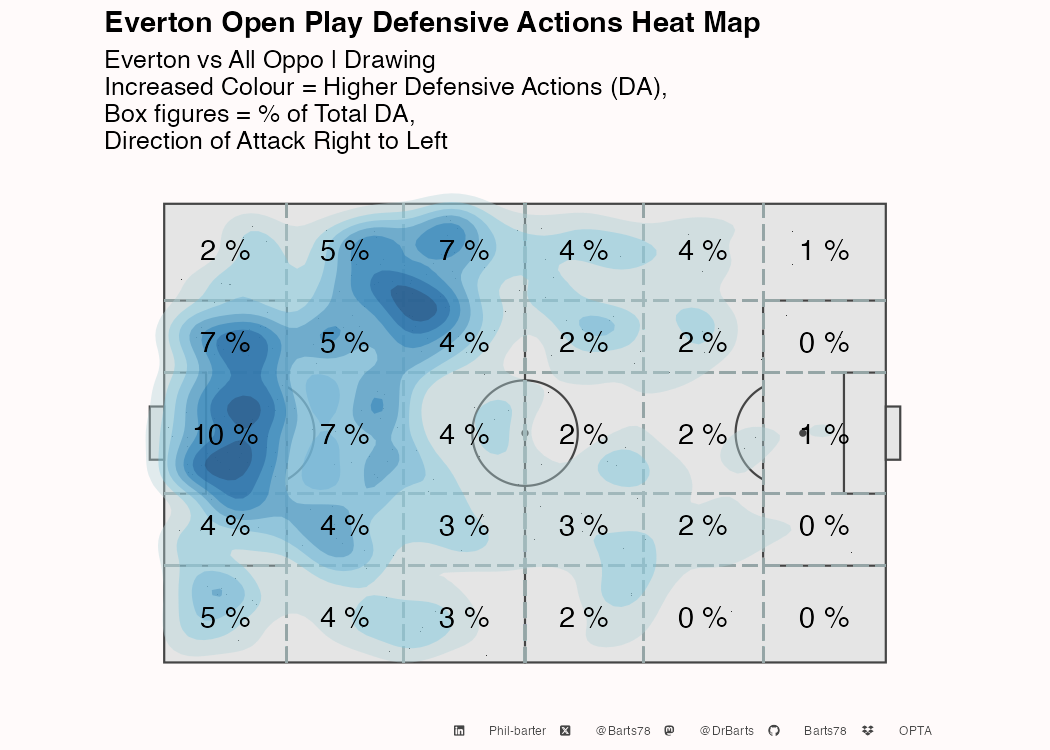 Everton Open Play Defensive Actions Heat Map
Everton vs All Oppo | Drawing
Increased Colour = Higher Defensive Actions (DA),
Box figures = % of Total DA,
Direction of Attack Right to Left
2 % 5 % 7 % 4 % 4 % 1 %
7 % 5 % 4 % 2 % 2 % 0 %
10 % 7 % 4 % 2 % 2 % 1 %
4 % 4 % 3 % 3 % 2 % 0 %
5 % 4 % 3 % 2 % 0 % 0 %
Phil-barter @Barts78 @DrBarts Barts78 OPTA